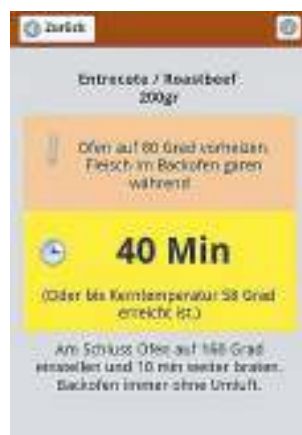 Zurück
Entrecote / Roastbeef
200gr
Ofen auf 80 Grad vorheizen.
Fleisch im Backofen garen
während
40 Min
(Oder bis Kerntemperatur 58 Grad
erreicht ist.)
Am Schluss Ofen auf 160 Grad
einstellen und 10 min weiter braten.
Backofen immer ohne Umluft.